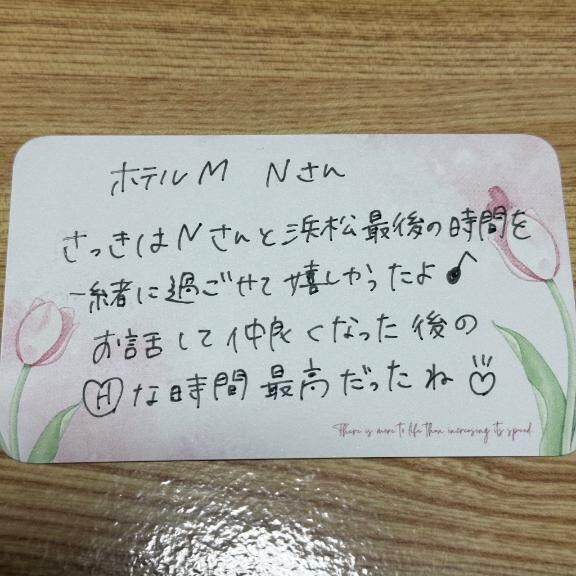 ホテルM Nさん
さっきはNさんと浜松最後の時間を
一緒に過ごせて嬉しかったよ♪
お話して仲良くなった後の
Hな時間最高だったね♡
There is more to life than increasing its speed.